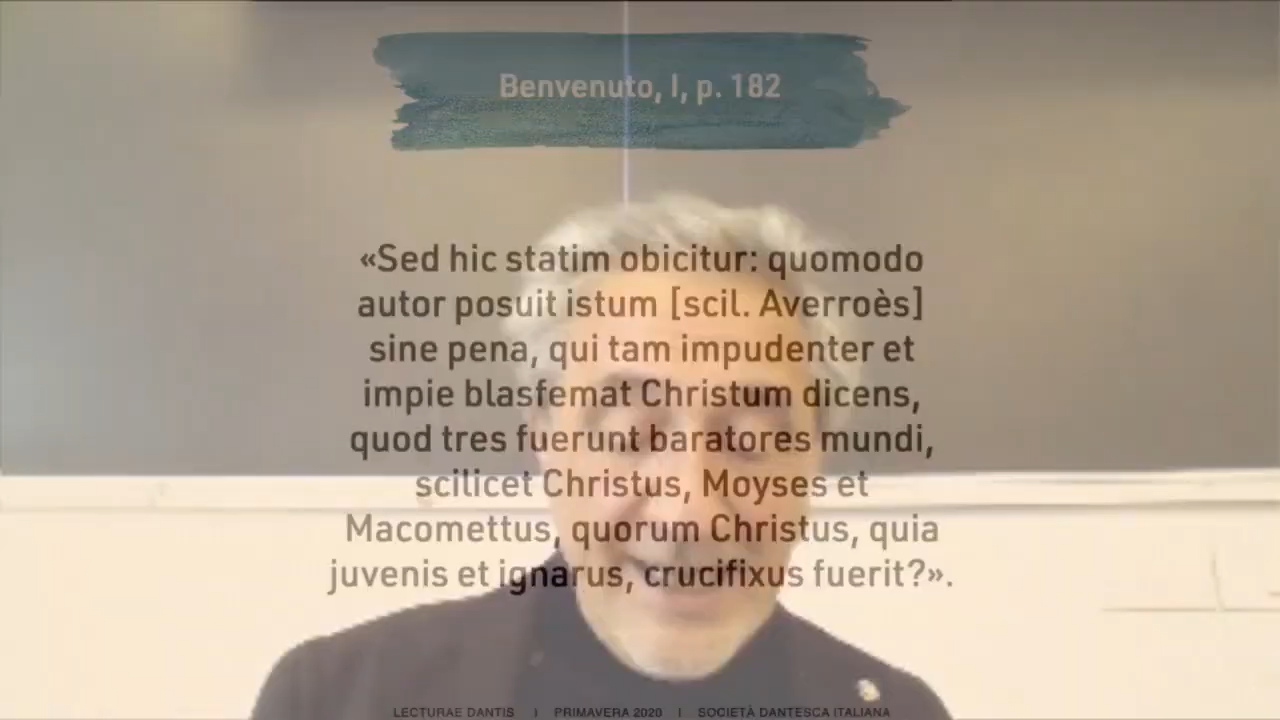 Benvenuto, I, p. 182
«Sed hic statim obicitur: quomodo
autor posuit istum [scil. Averroès]
sine pena, qui tam impudenter et
impie blasfemat Christum dicens,
quod tres fuerunt baratores mundi,
scilicet Christus, Moyses et
Macomettus, quorum Christus, quia
juvenis et ignarus, crucifixus fuerit?».
LECTURAE DANTIS ) PRIMAVERA 2020 | SOCIETÀ DANTESCA ITALIANA